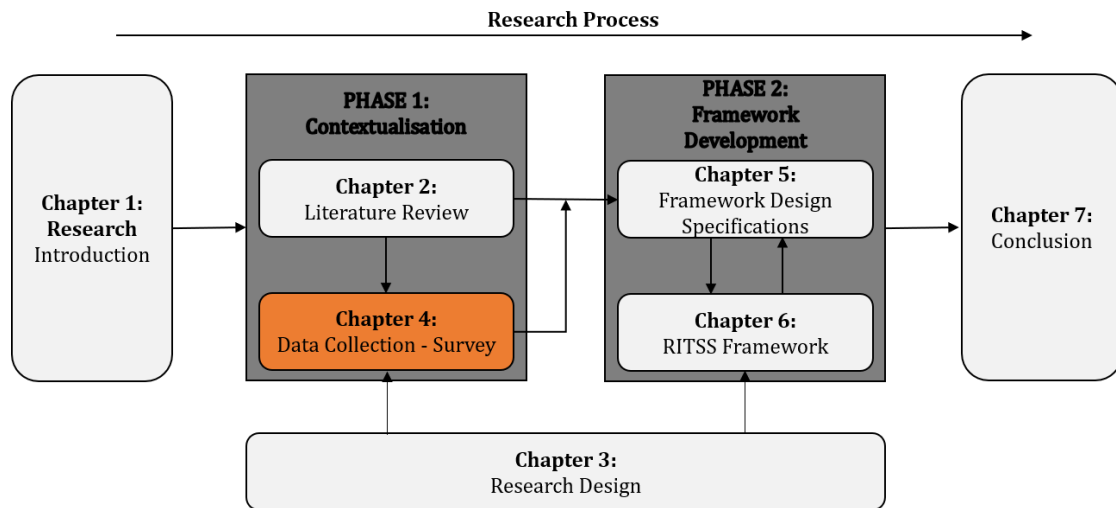 Research Process
Chapter 1:
Research
Introduction
PHASE 1:
Contextualisation
Chapter 2:
Literature Review
Chapter 4:
Data Collection - Survey
PHASE 2:
Framework
Development
Chapter 5:
Framework Design
Specifications
Chapter 6:
RITSS Framework
Chapter 7:
Conclusion
Chapter 3:
Research Design